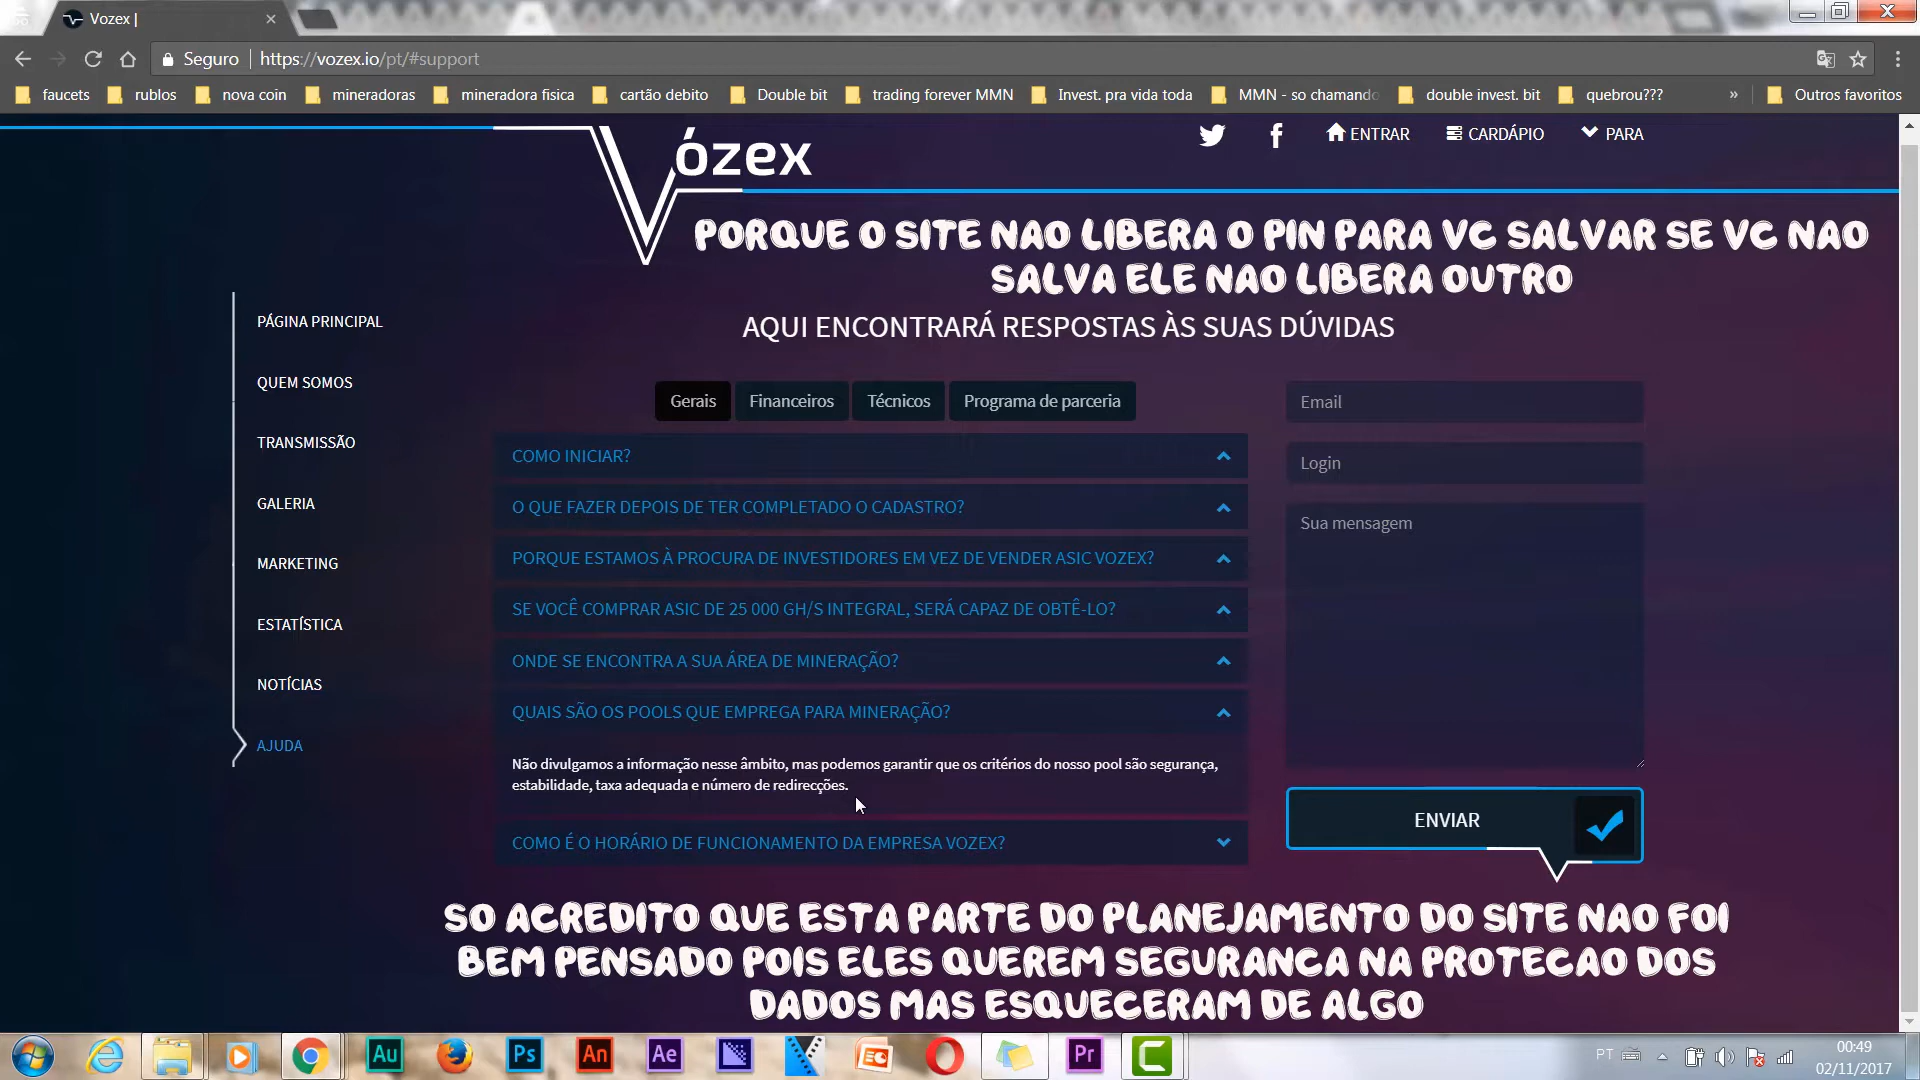 Vozex |
Seguro
https://vozex.io/pt/#support
faucets
rublos
nova coin
mineradoras
mineradora fisica
cartão debito
Double bit
trading forever MMN
Invest. pra vida toda
MMN - so chamando
double invest. bit
quebrou???
»
Outros favoritos
Vózex
ENTRAR
CARDÁPIO
PARA
PORQUE O SITE NAO LIBERA O PIN PARA VC SALVAR SE VC NAO
SALVA ELE NAO LIBERA OUTRO
AQUI ENCONTRARÁ RESPOSTAS ÀS SUAS DÚVIDAS
PÁGINA PRINCIPAL
QUEM SOMOS
TRANSMISSÃO
GALERIA
MARKETING
ESTATÍSTICA
NOTÍCIAS
AJUDA
Gerais
Financeiros
Técnicos
Programa de parceria
COMO INICIAR?
O QUE FAZER DEPOIS DE TER COMPLETADO O CADASTRO?
PORQUE ESTAMOS À PROCURA DE INVESTIDORES EM VEZ DE VENDER ASIC VOZEX?
SE VOCÊ COMPRAR ASIC DE 25 000 GH/S INTEGRAL, SERÁ CAPAZ DE OBTÊ-LO?
ONDE SE ENCONTRA A SUA ÁREA DE MINERAÇÃO?
QUAIS SÃO OS POOLS QUE EMPREGA PARA MINERAÇÃO?
Não divulgamos a informação nesse âmbito, mas podemos garantir que os critérios do nosso pool são segurança,
estabilidade, taxa adequada e número de redirecções.
COMO É O HORÁRIO DE FUNCIONAMENTO DA EMPRESA VOZEX?
Email
Login
Sua mensagem
ENVIAR
SO ACREDITO QUE ESTA PARTE DO PLANEJAMENTO DO SITE NAO FOI
BEM PENSADO POIS ELES QUEREM SEGURANCA NA PROTECAO DOS
DADOS MAS ESQUECERAM DE ALGO
Au
Ps
An
Ae
Pr
PT
00:49
02/11/2017